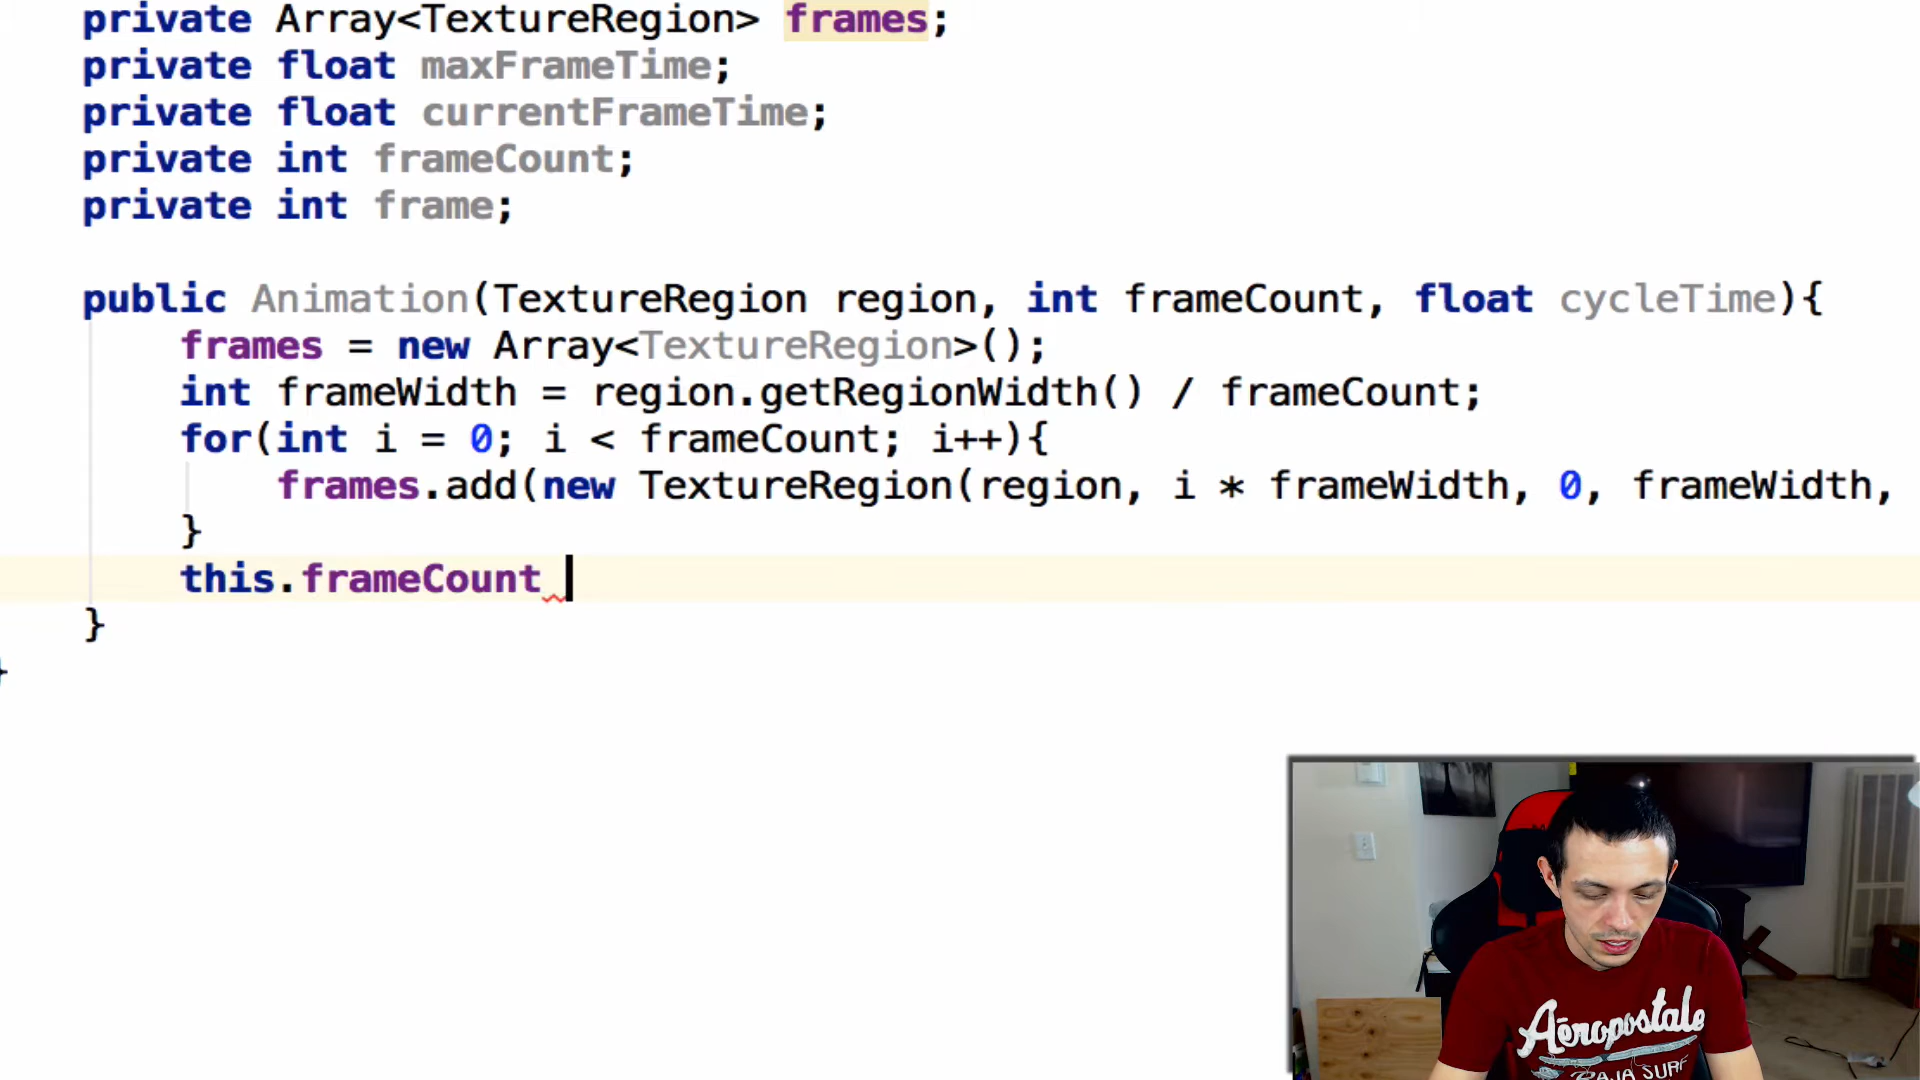 private Array<TextureRegion> frames;
private float maxFrameTime;
private float currentFrameTime;
private int frameCount;
private int frame;
public Animation(TextureRegion region, int frameCount, float cycleTime){
frames = new Array<TextureRegion>();
int frameWidth = region.getRegionWidth() / frameCount;
for(int i = 0; i < frameCount; i++){
frames.add(new TextureRegion(region, i * frameWidth, 0, frameWidth,
}
this.frameCount
}
}
Aéropostale
BAJA SURF